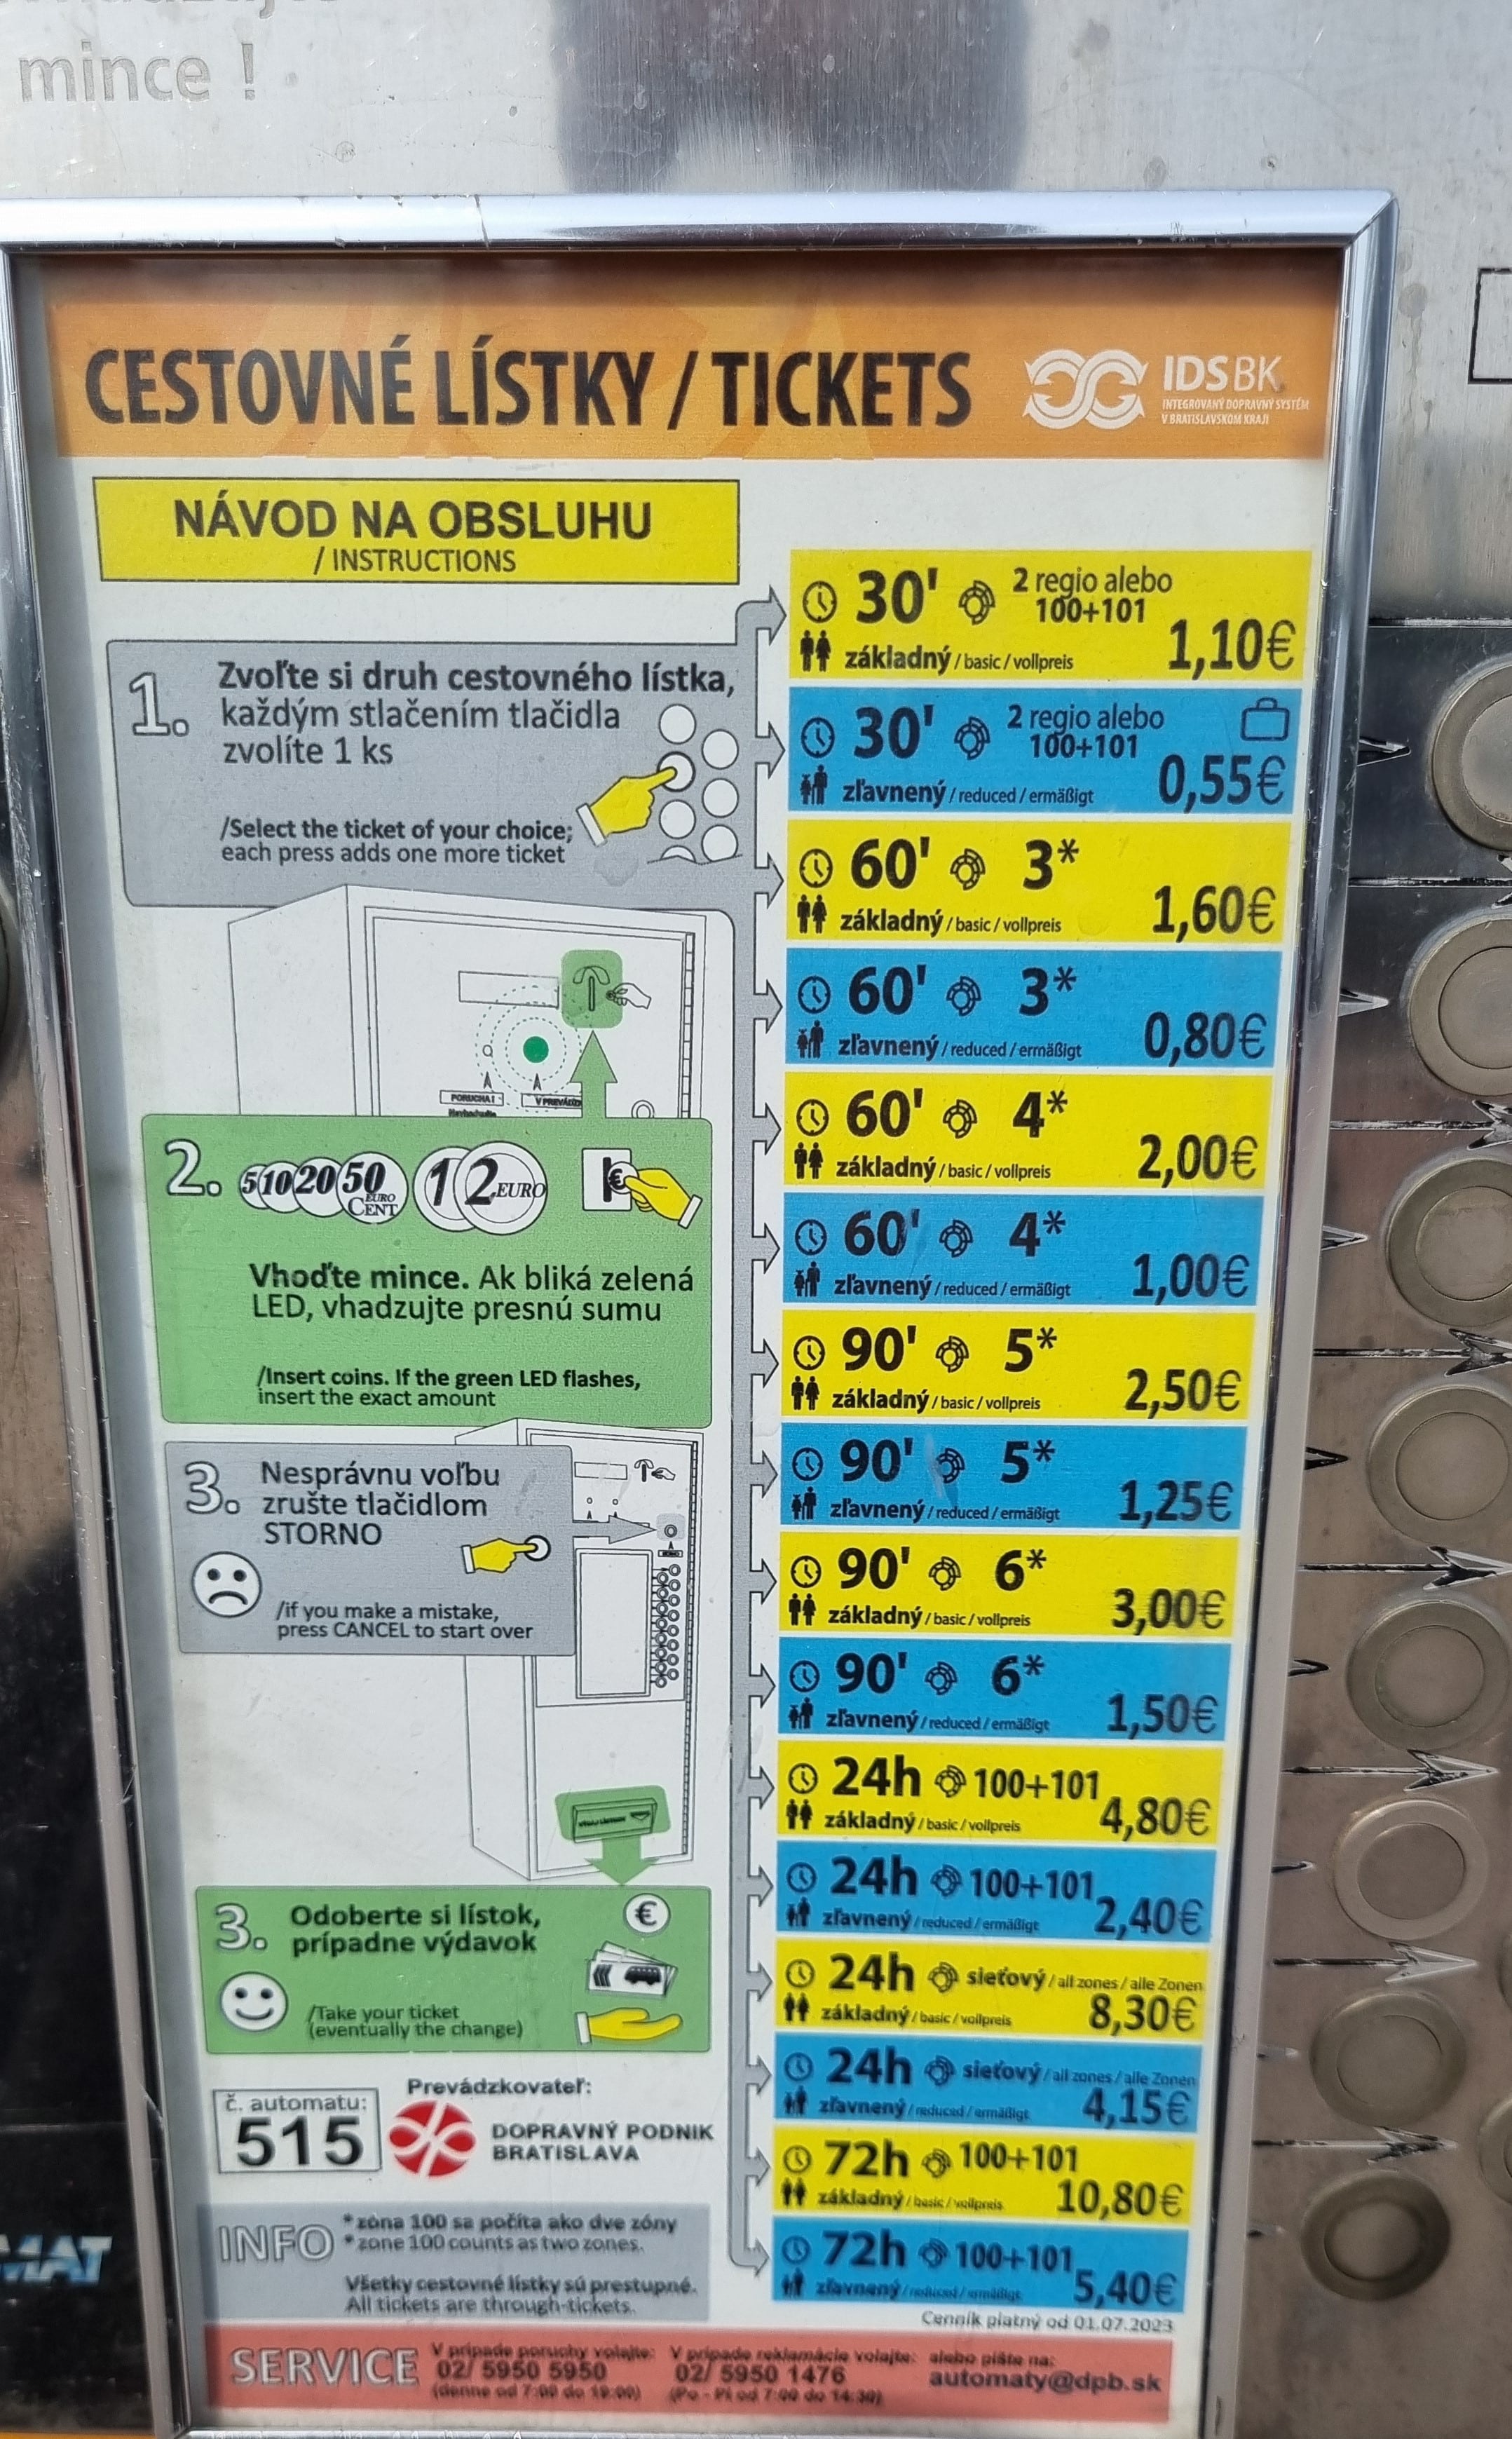 mince !
CESTOVNÉ LÍSTKY / TICKETS
IDSBK
INTEGROVANÝ DOPRAVNÝ SYSTÉM
V BRATISLAVSKOM KRAJI
NÁVOD NA OBSLUHU
/ INSTRUCTIONS
1. Zvoľte si druh cestovného lístka,
každým stlačením tlačidla
zvolíte 1 ks
/Select the ticket of your choice;
each press adds one more ticket
PORUCHA!
2. 5 10 20 50 EURO CENT 1 2 EURO
€
Vhoďte mince. Ak bliká zelená
LED, vhadzujte presnú sumu
/Insert coins. If the green LED flashes,
insert the exact amount
3. Nesprávnu voľbu
zrušte tlačidlom
STORNO
/if you make a mistake,
press CANCEL to start over
3. Odoberte si lístok,
prípadne výdavok
€
/Take your ticket
(eventually the change)
č. automatu:
515
Prevádzkovateľ:
DOPRAVNÝ PODNIK
BRATISLAVA
INFO
*zóna 100 sa počíta ako dve zóny
*zone 100 counts as two zones.
Všetky cestovné lístky sú prestupné.
All tickets are through-tickets.
30' 2 regio alebo
100+101
základný / basic / vollpreis 1,10€
30' 2 regio alebo
100+101
zľavnený / reduced / ermäßigt 0,55€
60' 3*
základný / basic / vollpreis 1,60€
60' 3*
zľavnený / reduced / ermäßigt 0,80€
60' 4*
základný / basic / vollpreis 2,00€
60' 4*
zľavnený / reduced / ermäßigt 1,00€
90' 5*
základný / basic / vollpreis 2,50€
90' 5*
zľavnený / reduced / ermäßigt 1,25€
90' 6*
základný / basic / vollpreis 3,00€
90' 6*
zľavnený / reduced / ermäßigt 1,50€
24h 100+101
základný / basic / vollpreis 4,80€
24h 100+101
zľavnený / reduced / ermäßigt 2,40€
24h sieťový / all zones / alle Zonen
základný / basic / vollpreis 8,30€
24h sieťový / all zones / alle Zonen
zľavnený / reduced / ermäßigt 4,15€
72h 100+101
základný / basic / vollpreis 10,80€
72h 100+101
zľavnený / reduced / ermäßigt 5,40€
Cenník platný od 01.07.2023
SERVICE
V prípade poruchy volajte:
02/ 5950 5950
(denne od 7:00 do 19:00)
V prípade reklamácie volajte:
02/ 5950 1476
(Po - Pi od 7:00 do 14:30)
alebo píšte na:
automaty@dpb.sk
MAT